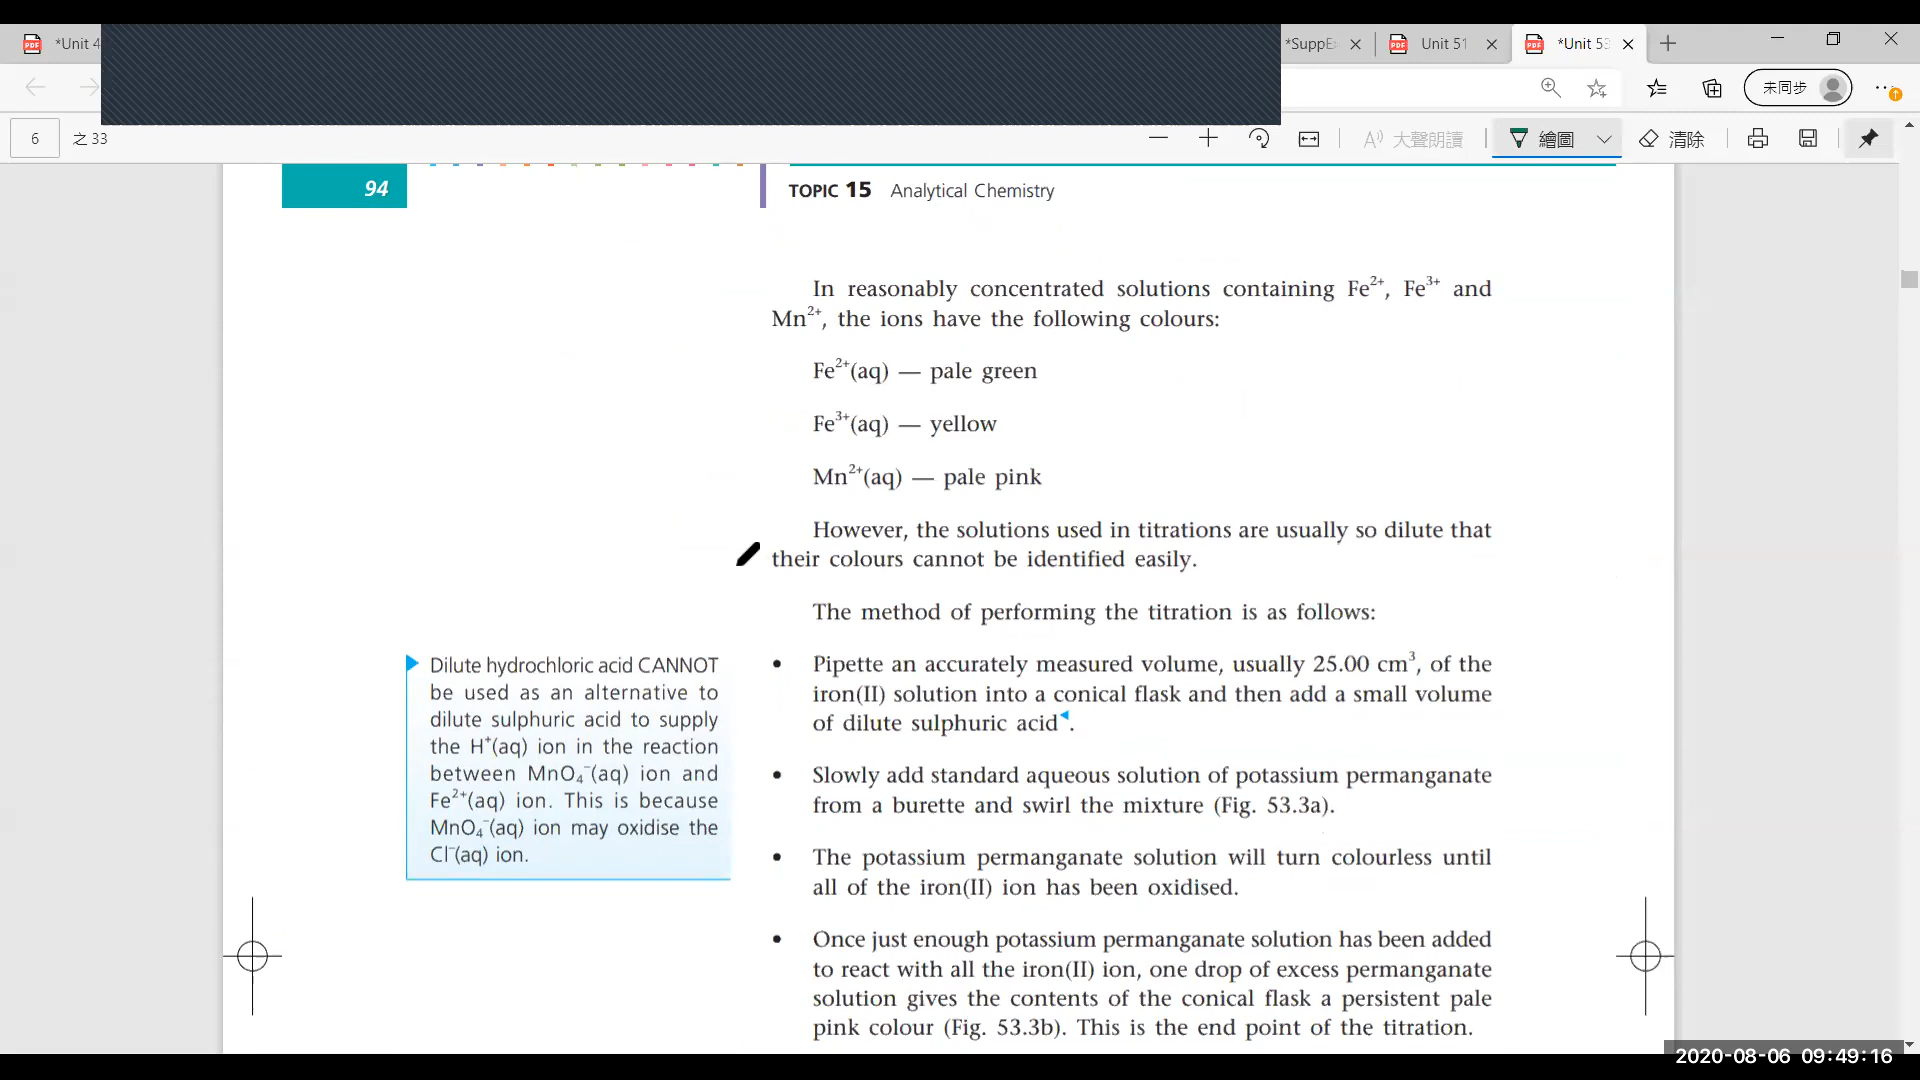 *Unit 4
*SuppEx
Unit 51
*Unit 53
未同步
6 之 33
大聲朗讀
繪圖
清除
94
TOPIC 15 Analytical Chemistry
In reasonably concentrated solutions containing Fe²⁺, Fe³⁺ and
Mn²⁺, the ions have the following colours:
Fe²⁺(aq) — pale green
Fe³⁺(aq) — yellow
Mn²⁺(aq) — pale pink
However, the solutions used in titrations are usually so dilute that
their colours cannot be identified easily.
The method of performing the titration is as follows:
Dilute hydrochloric acid CANNOT
be used as an alternative to
dilute sulphuric acid to supply
the H⁺(aq) ion in the reaction
between MnO₄⁻(aq) ion and
Fe²⁺(aq) ion. This is because
MnO₄⁻(aq) ion may oxidise the
Cl⁻(aq) ion.
• Pipette an accurately measured volume, usually 25.00 cm³, of the
iron(II) solution into a conical flask and then add a small volume
of dilute sulphuric acid.
• Slowly add standard aqueous solution of potassium permanganate
from a burette and swirl the mixture (Fig. 53.3a).
• The potassium permanganate solution will turn colourless until
all of the iron(II) ion has been oxidised.
• Once just enough potassium permanganate solution has been added
to react with all the iron(II) ion, one drop of excess permanganate
solution gives the contents of the conical flask a persistent pale
pink colour (Fig. 53.3b). This is the end point of the titration.
2020-08-06 09:49:16